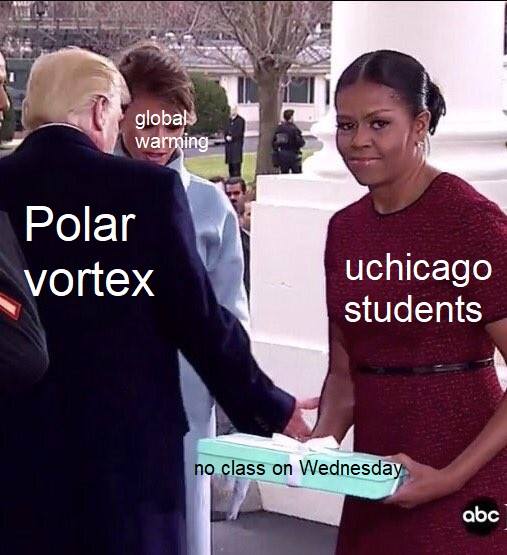 global
warming
Polar
vortex
uchicago
students
no class on Wednesday
abc